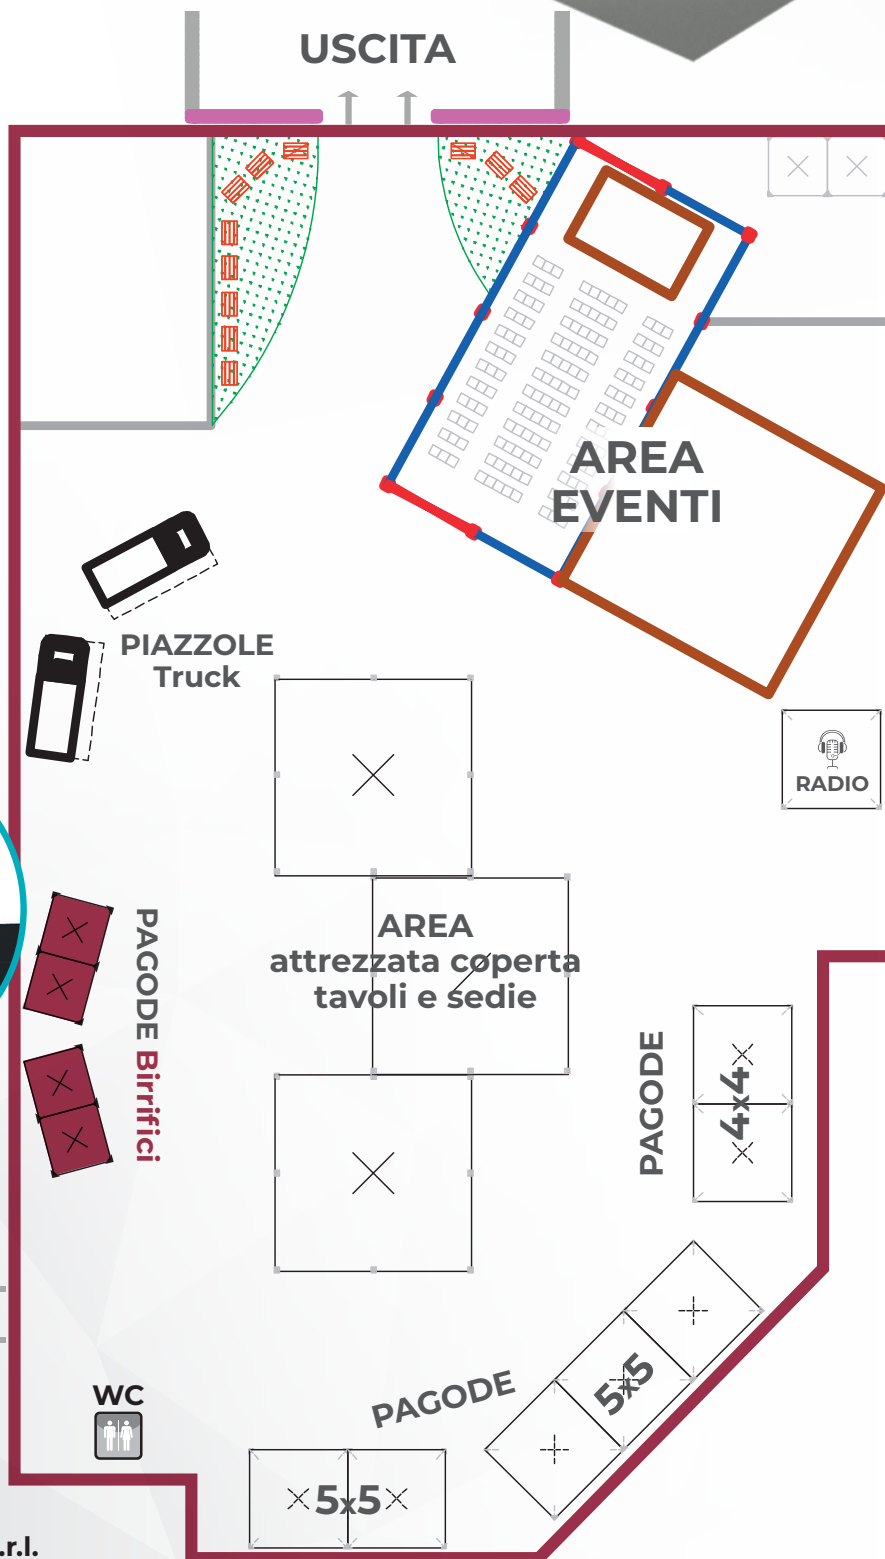 USCITA
AREA
EVENTI
PIAZZOLE
Truck
RADIO
AREA
attrezzata coperta
tavoli e sedie
PAGODE Birrifici
PAGODE
4x4
PAGODE
5x5
5x5
WC
.r.l.